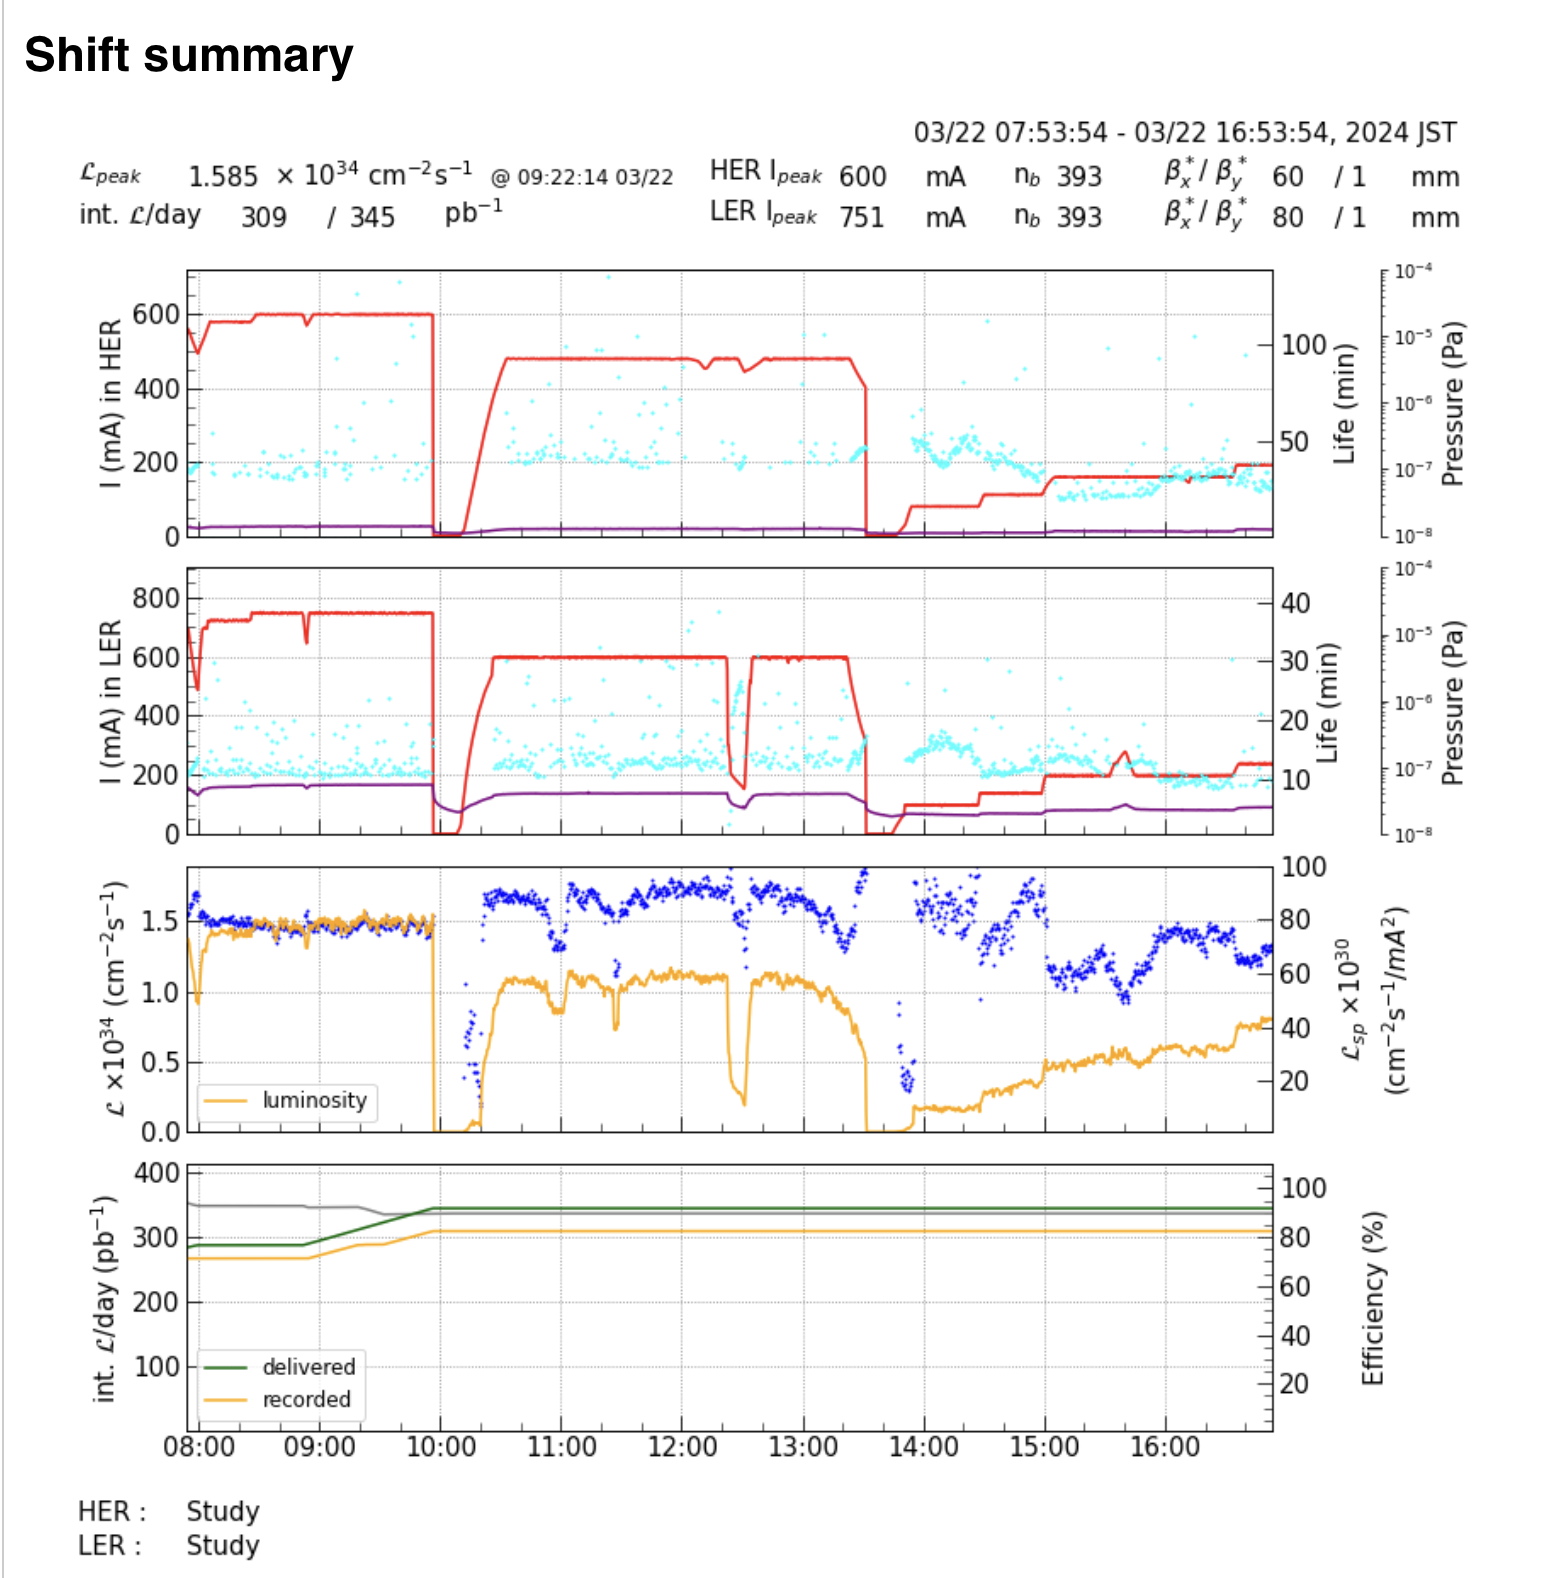 Shift summary
03/22 07:53:54 - 03/22 16:53:54, 2024 JST
ℒpeak 1.585 × 10³⁴ cm⁻²s⁻¹ @ 09:22:14 03/22 HER Ipeak 600 mA nb 393 βx*/ βy* 60 / 1 mm
int. ℒ/day 309 / 345 pb⁻¹ LER Ipeak 751 mA nb 393 βx*/ βy* 80 / 1 mm
I (mA) in HER
600
400
200
0
100
50
Life (min)
10⁻⁴
10⁻⁵
10⁻⁶
10⁻⁷
10⁻⁸
Pressure (Pa)
I (mA) in LER
800
600
400
200
0
40
30
20
10
Life (min)
10⁻⁴
10⁻⁵
10⁻⁶
10⁻⁷
10⁻⁸
Pressure (Pa)
ℒ ×10³⁴ (cm⁻²s⁻¹)
1.5
1.0
0.5
0.0
luminosity
100
80
60
40
20
ℒsp ×10³⁰
(cm⁻²s⁻¹/mA²)
int. ℒ/day (pb⁻¹)
400
300
200
100
delivered
recorded
100
80
60
40
20
Efficiency (%)
08:00 09:00 10:00 11:00 12:00 13:00 14:00 15:00 16:00
HER : Study
LER : Study